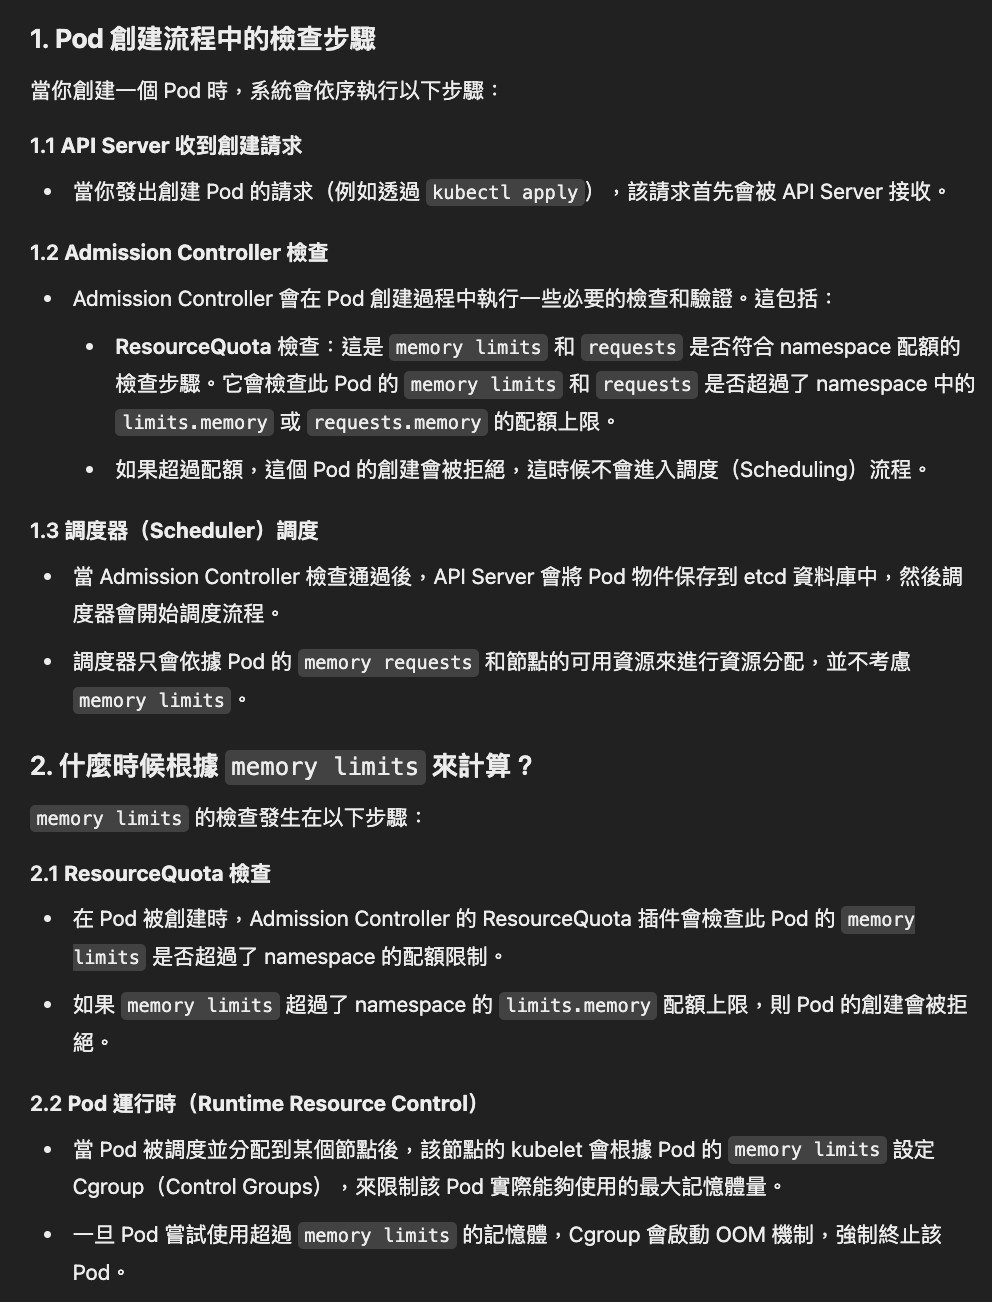 1. Pod 創建流程中的檢查步驟
當你創建一個 Pod 時，系統會依序執行以下步驟：
1.1 API Server 收到創建請求
• 當你發出創建 Pod 的請求（例如透過 kubectl apply），該請求首先會被 API Server 接收。
1.2 Admission Controller 檢查
• Admission Controller 會在 Pod 創建過程中執行一些必要的檢查和驗證。這包括：
• ResourceQuota 檢查：這是 memory limits 和 requests 是否符合 namespace 配額的
檢查步驟。它會檢查此 Pod 的 memory limits 和 requests 是否超過了 namespace 中的
limits.memory 或 requests.memory 的配額上限。
• 如果超過配額，這個 Pod 的創建會被拒絕，這時候不會進入調度（Scheduling）流程。
1.3 調度器（Scheduler）調度
• 當 Admission Controller 檢查通過後，API Server 會將 Pod 物件保存到 etcd 資料庫中，然後調
度器會開始調度流程。
• 調度器只會依據 Pod 的 memory requests 和節點的可用資源來進行資源分配，並不考慮
memory limits。
2. 什麼時候根據 memory limits 來計算？
memory limits 的檢查發生在以下步驟：
2.1 ResourceQuota 檢查
• 在 Pod 被創建時，Admission Controller 的 ResourceQuota 插件會檢查此 Pod 的 memory
limits 是否超過了 namespace 的配額限制。
• 如果 memory limits 超過了 namespace 的 limits.memory 配額上限，則 Pod 的創建會被拒
絕。
2.2 Pod 運行時（Runtime Resource Control）
• 當 Pod 被調度並分配到某個節點後，該節點的 kubelet 會根據 Pod 的 memory limits 設定
Cgroup（Control Groups），來限制該 Pod 實際能夠使用的最大記憶體量。
• 一旦 Pod 嘗試使用超過 memory limits 的記憶體，Cgroup 會啟動 OOM 機制，強制終止該
Pod。